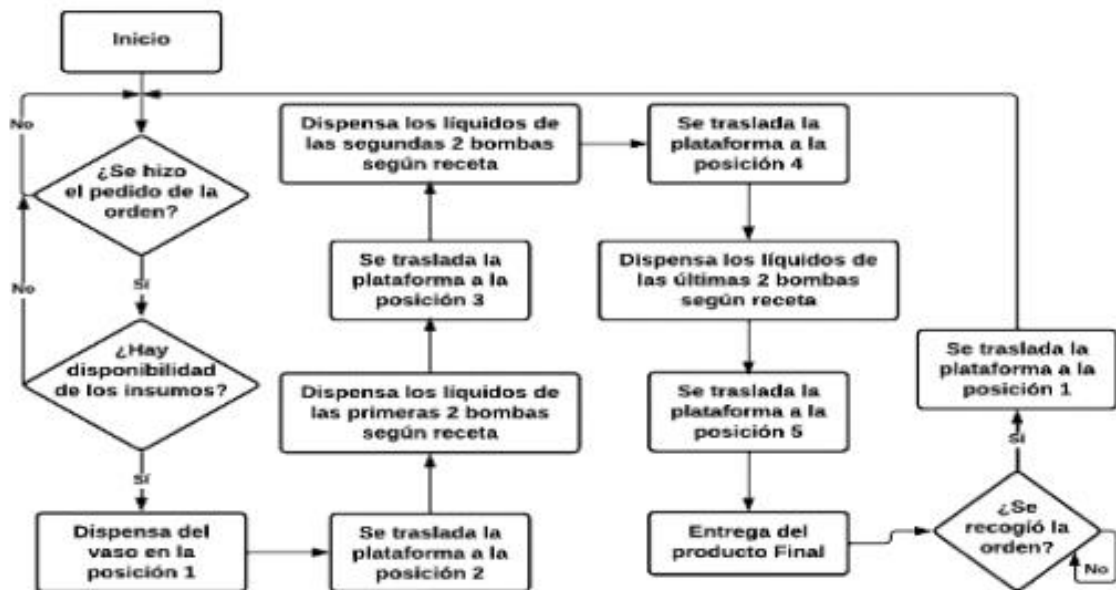 Inicio
No
¿Se hizo
el pedido de la
orden?
Sí
No
¿Hay
disponibilidad
de los insumos?
Sí
Dispensa del
vaso en la
posición 1
Se traslada la
plataforma a la
posición 2
Dispensa los líquidos de
las primeras 2 bombas
según receta
Se traslada la
plataforma a la
posición 3
Dispensa los líquidos de
las segundas 2 bombas
según receta
Se traslada la
plataforma a la
posición 4
Dispensa los líquidos de
las últimas 2 bombas
según receta
Se traslada la
plataforma a la
posición 5
Entrega del
producto Final
¿Se
recogió la
orden?
No
Sí
Se traslada la
plataforma a la
posición 1